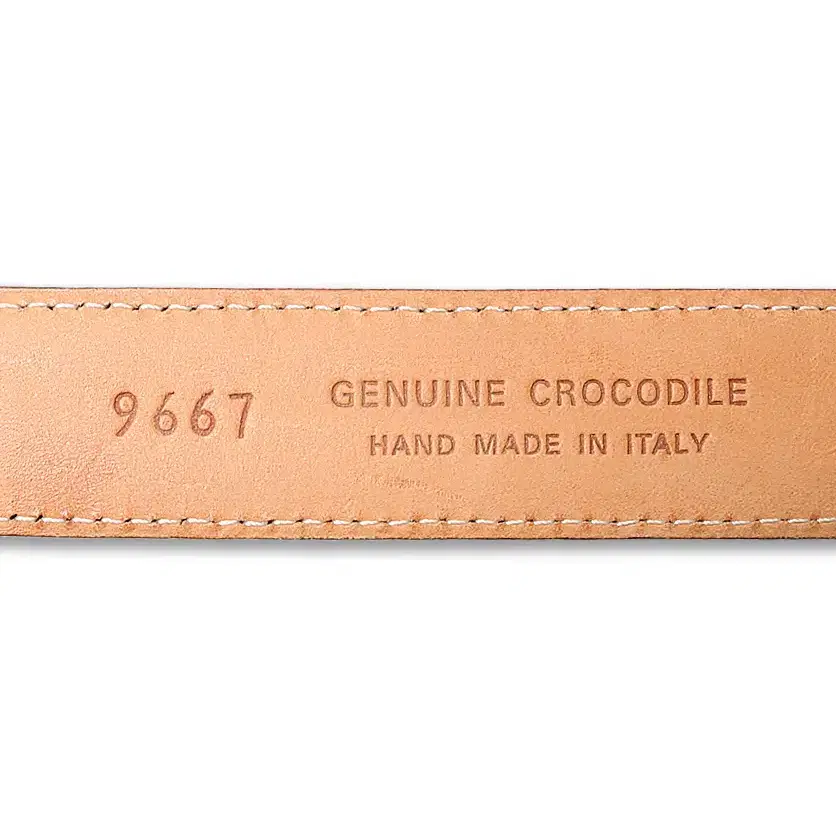 9667
GENUINE CROCODILE
HAND MADE IN ITALY